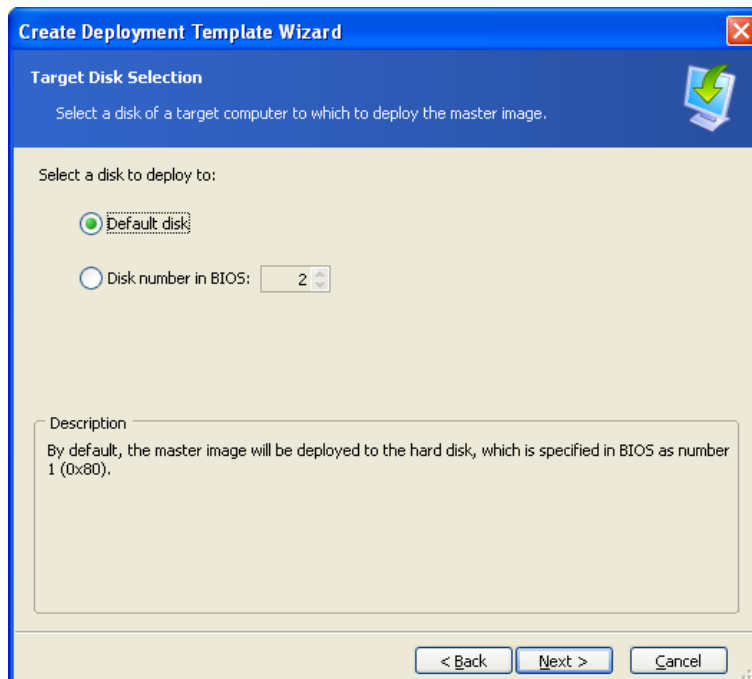 Create Deployment Template Wizard
Target Disk Selection
Select a disk of a target computer to which to deploy the master image.
Select a disk to deploy to:
Default disk
Disk number in BIOS: 2
Description
By default, the master image will be deployed to the hard disk, which is specified in BIOS as number
1 (0x80).
< Back Next > Cancel